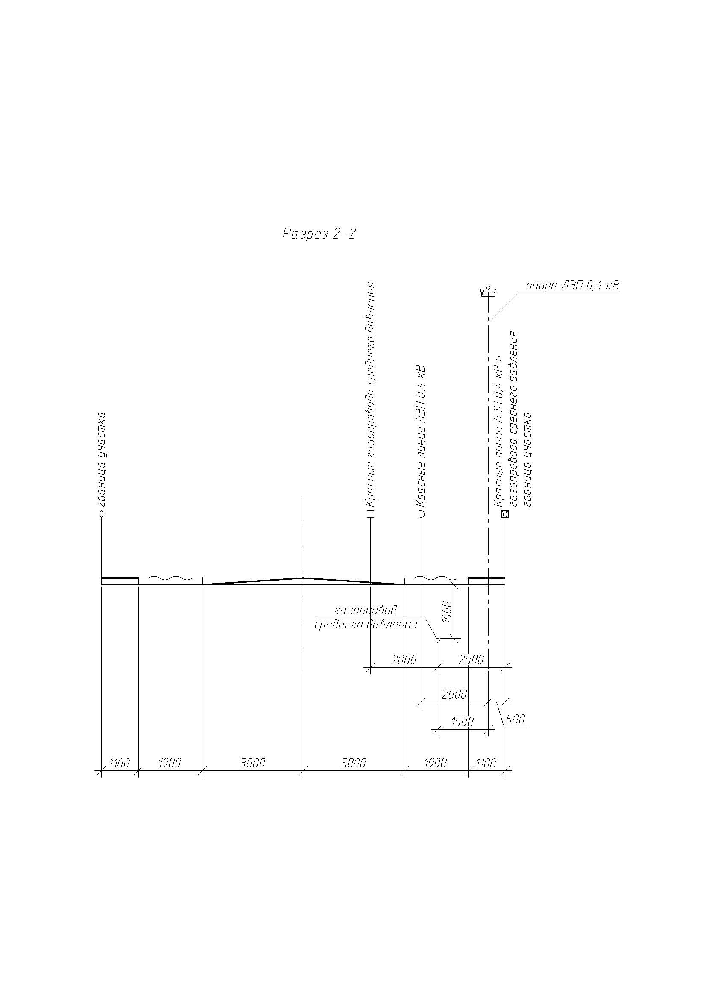 Разрез 2-2
опора ЛЭП 0,4 кВ
граница участка
Красные газопровода среднего давления
Красные линии ЛЭП 0,4 кВ
Красные линии ЛЭП 0,4 кВ и
газопровода среднего давления
граница участка
газопровод
среднего давления
1600
2000
2000
2000
500
1500
1100
1900
3000
3000
1900
1100